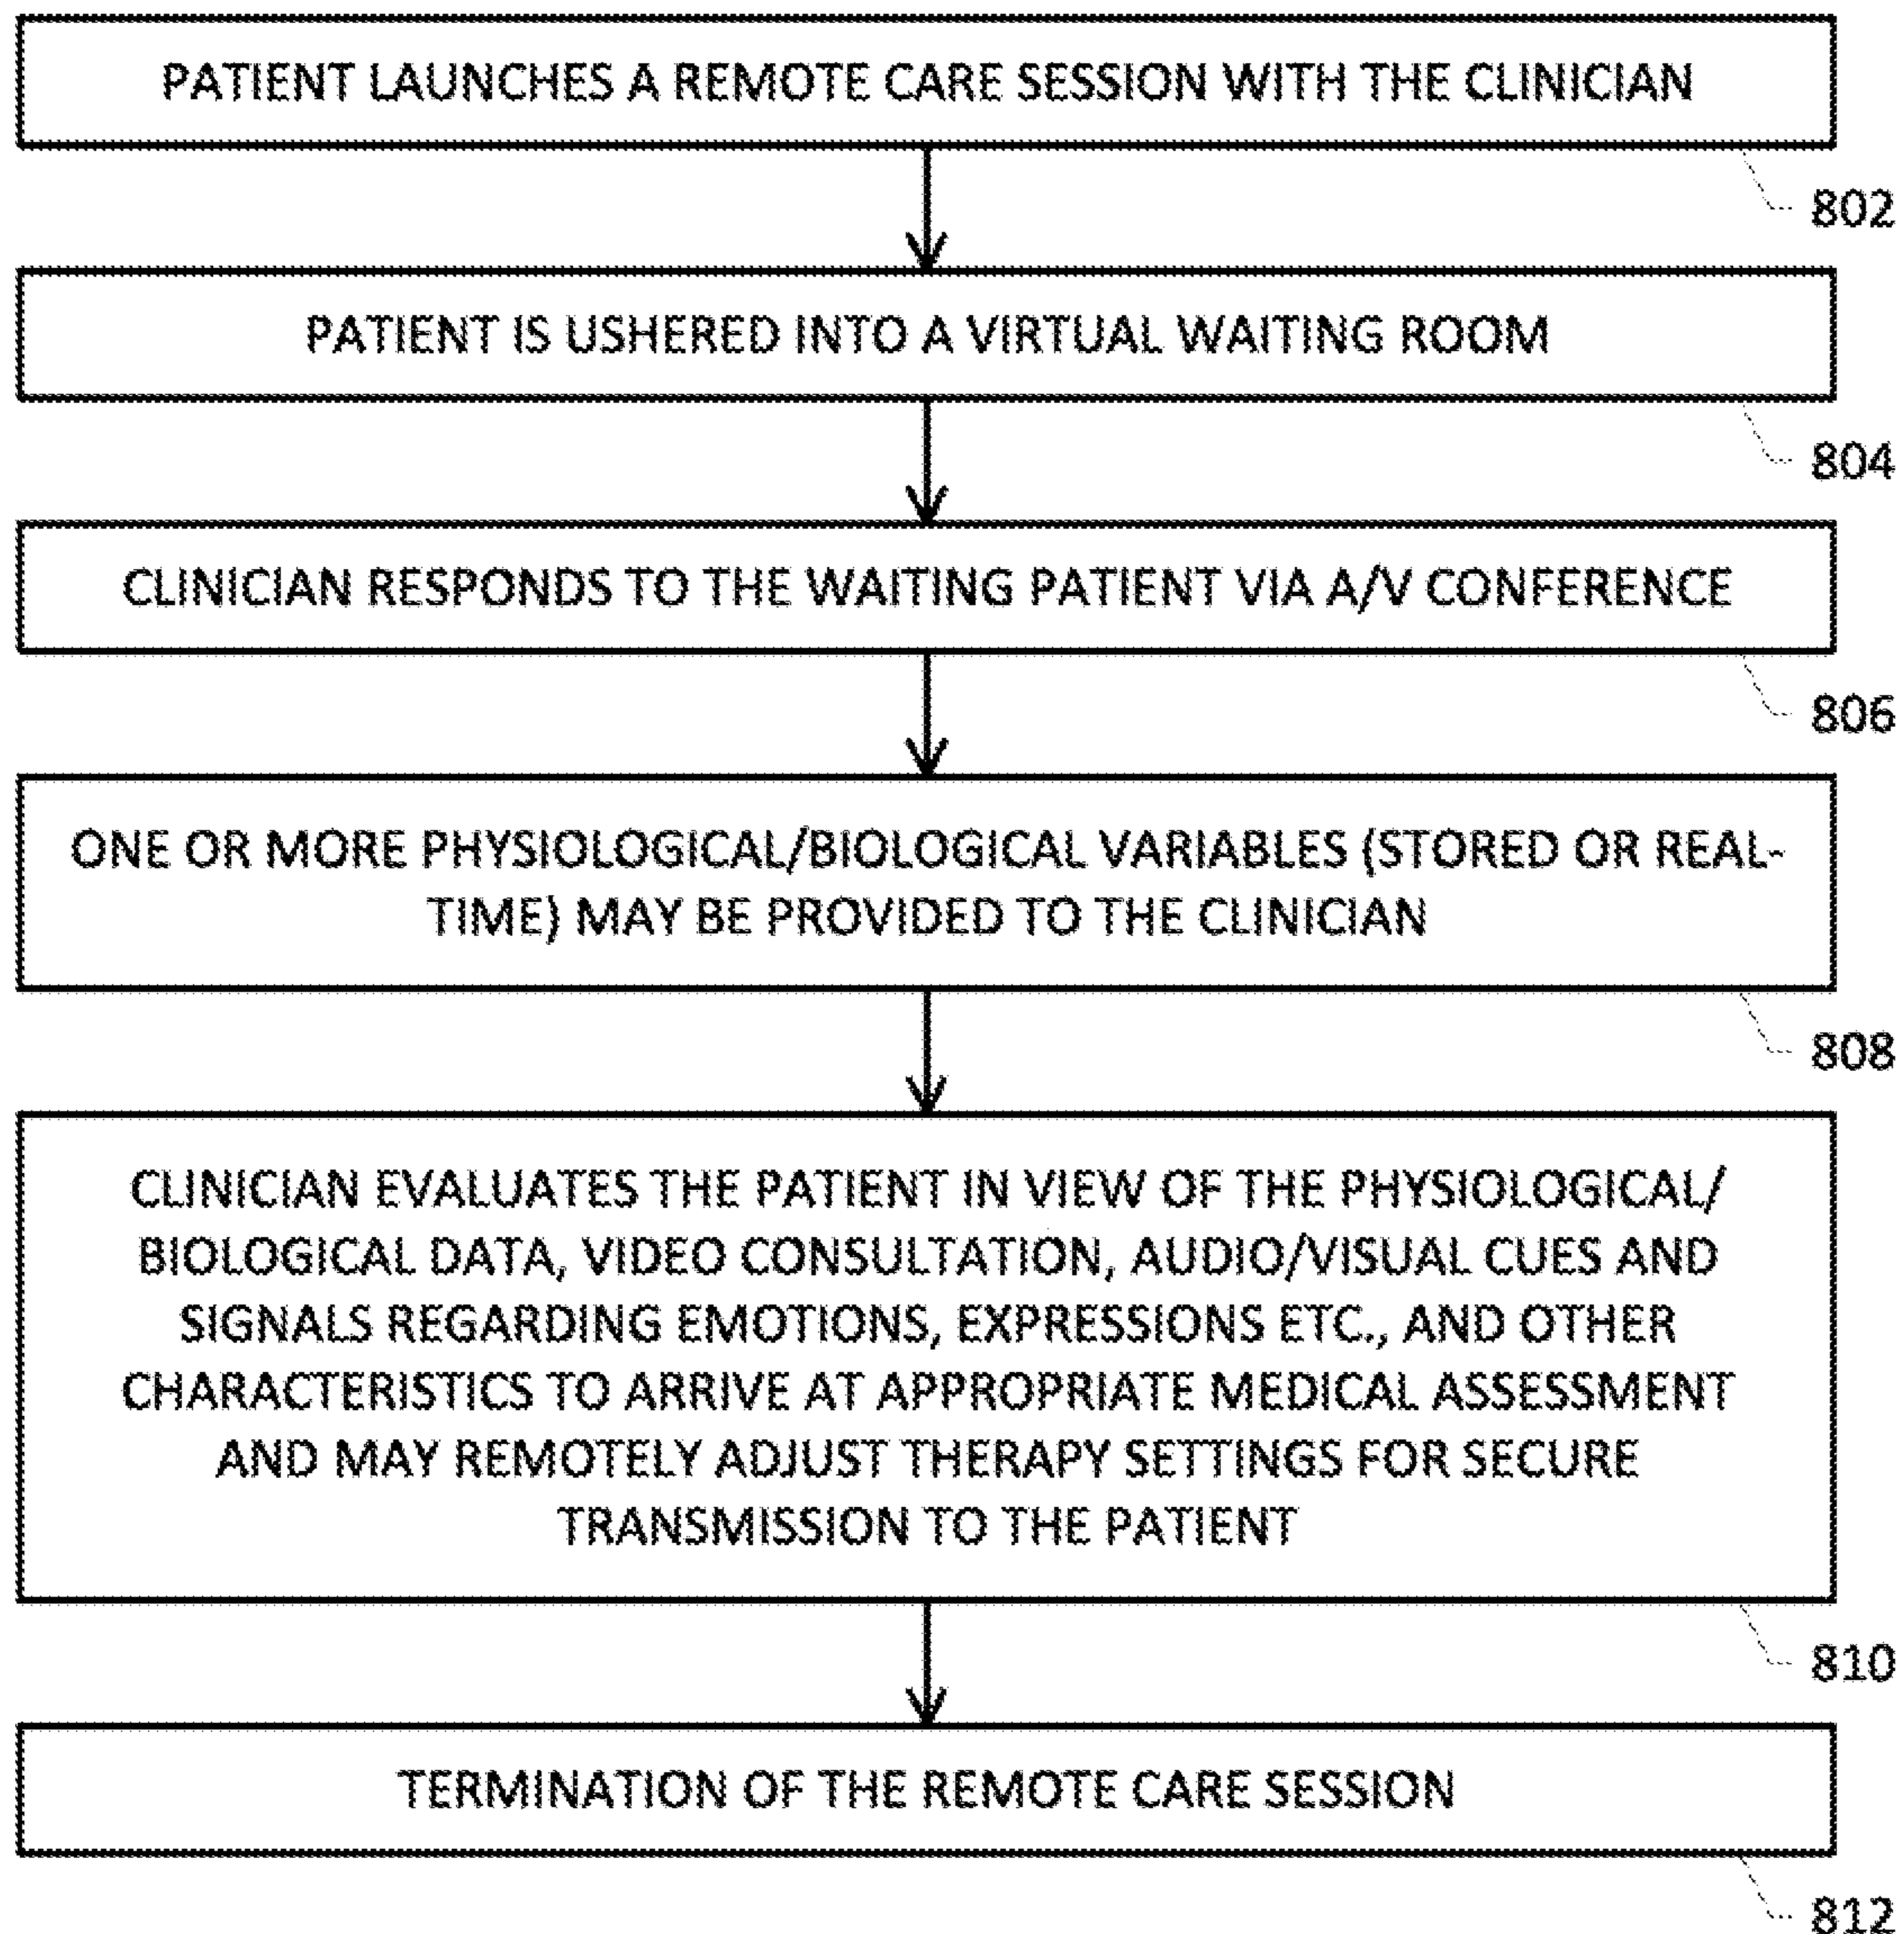 PATIENT LAUNCHES A REMOTE CARE SESSION WITH THE CLINICIAN
802
PATIENT IS USHERED INTO A VIRTUAL WAITING ROOM
804
CLINICIAN RESPONDS TO THE WAITING PATIENT VIA A/V CONFERENCE
806
ONE OR MORE PHYSIOLOGICAL/BIOLOGICAL VARIABLES (STORED OR REAL-
TIME) MAY BE PROVIDED TO THE CLINICIAN
808
CLINICIAN EVALUATES THE PATIENT IN VIEW OF THE PHYSIOLOGICAL/
BIOLOGICAL DATA, VIDEO CONSULTATION, AUDIO/VISUAL CUES AND
SIGNALS REGARDING EMOTIONS, EXPRESSIONS ETC., AND OTHER
CHARACTERISTICS TO ARRIVE AT APPROPRIATE MEDICAL ASSESSMENT
AND MAY REMOTELY ADJUST THERAPY SETTINGS FOR SECURE
TRANSMISSION TO THE PATIENT
810
TERMINATION OF THE REMOTE CARE SESSION
812